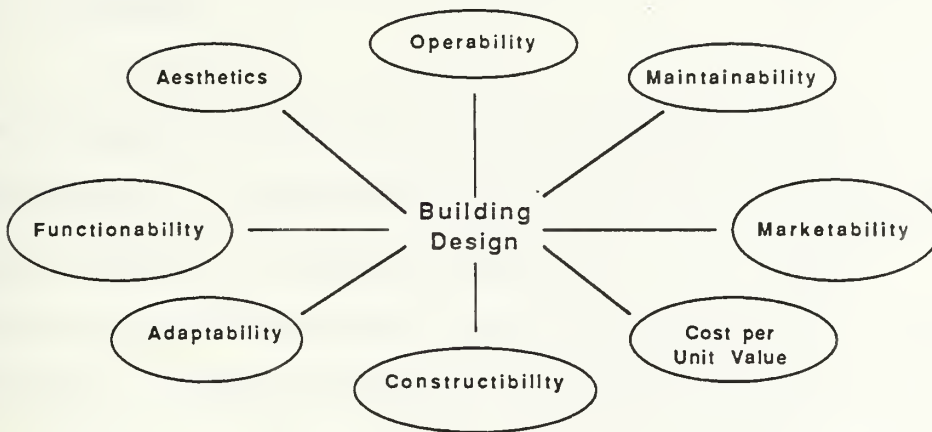 Operability
Aesthetics
Maintainability
Building
Design
Functionability
Marketability
Adaptability
Cost per
Unit Value
Constructibility